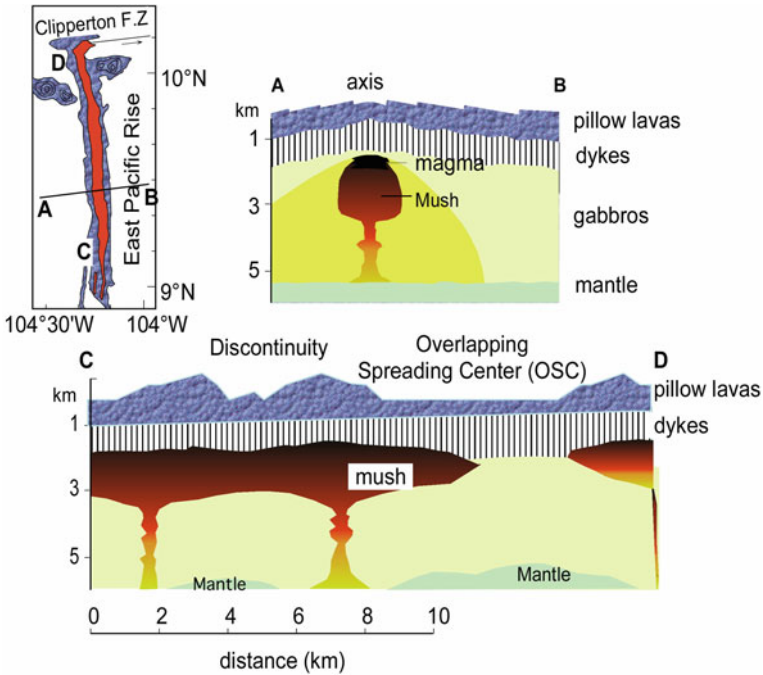 Clipperton F.Z
D
10°N
East Pacific Rise
A
B
C
9°N
104°30'W
104°W
A
axis
B
km
1
3
5
pillow lavas
dykes
magma
Mush
gabbros
mantle
C
Discontinuity
Overlapping
Spreading Center (OSC)
D
km
1
3
5
pillow lavas
dykes
mush
Mantle
Mantle
0
2
4
6
8
10
distance (km)